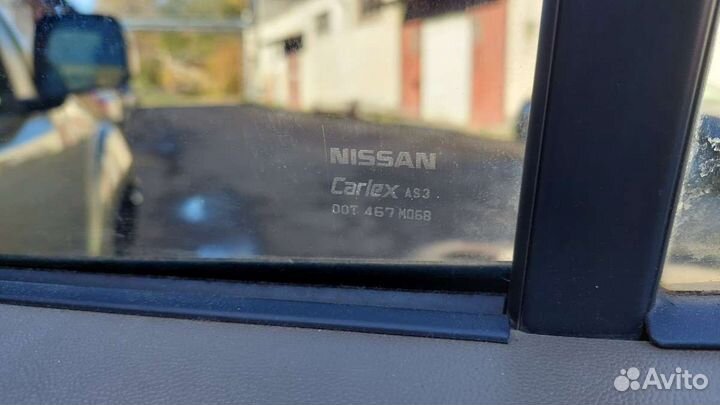 NISSAN
Carlex AS3
DOT 467 M068
Avito